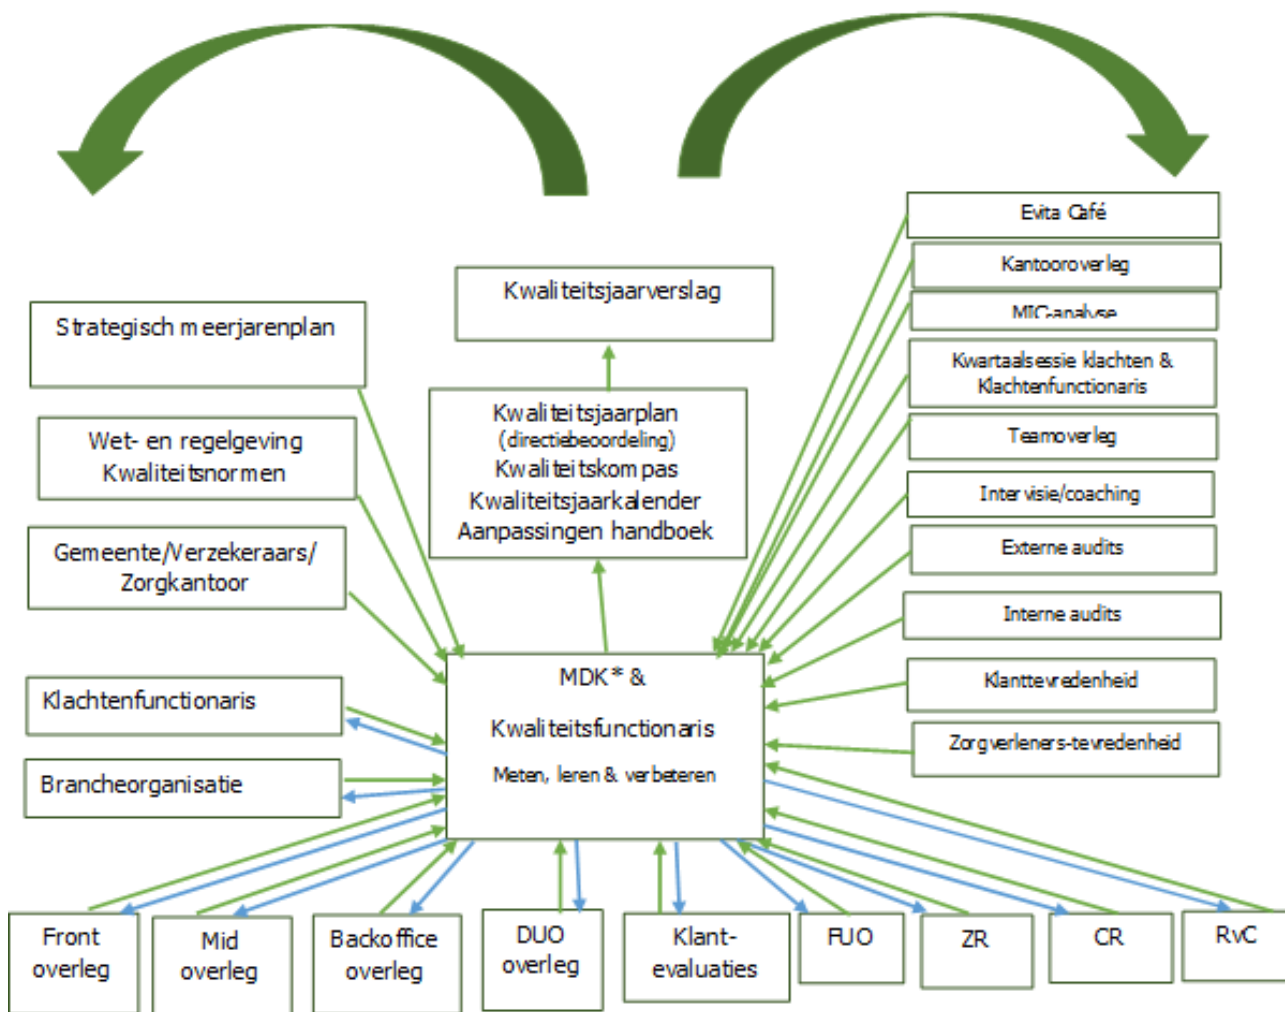 Evita Café
Kantooroverleg
MIC-analyse
Kwartaalsessie klachten &
Klachtenfunctionaris
Teamoverleg
Intervisie/coaching
Externe audits
Interne audits
Klanttevredenheid
Zorgverleners-tevredenheid
Kwaliteitsjaarverslag
Kwaliteitsjaarplan
(directiebeoordeling)
Kwaliteitskompas
Kwaliteitsjaarkalender
Aanpassingen handboek
Strategisch meerjarenplan
Wet- en regelgeving
Kwaliteitsnormen
Gemeente/Verzekeraars/
Zorgkantoor
Klachtenfunctionaris
Brancheorganisatie
MDK* &
Kwaliteitsfunctionaris
Meten, leren & verbeteren
Front
overleg
Mid
overleg
Backoffice
overleg
DUO
overleg
Klant-
evaluaties
FUO
ZR
CR
RvC